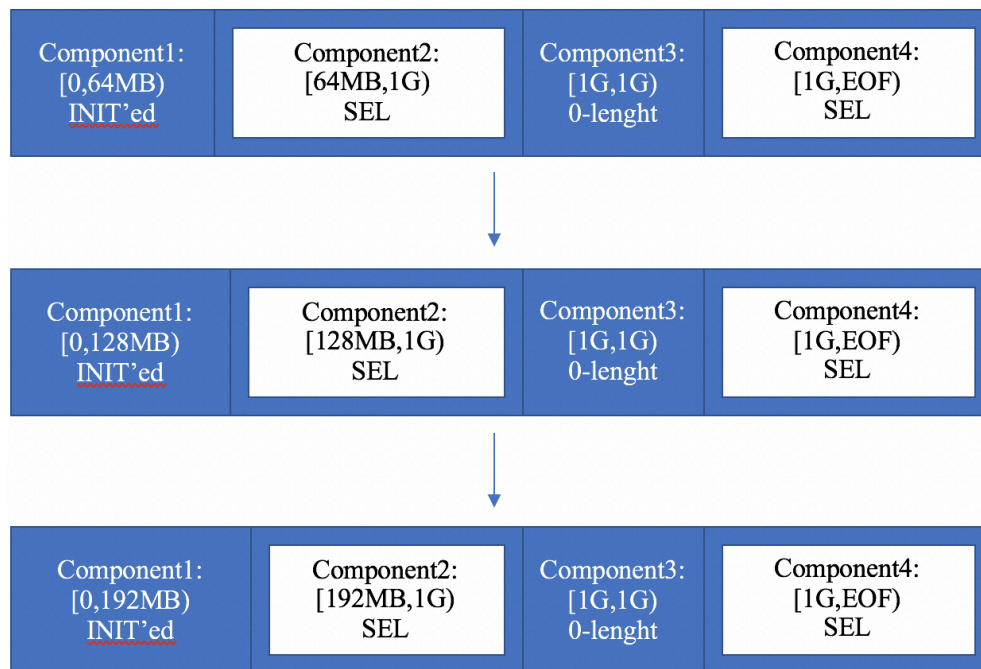 Component1:
[0,64MB)
INIT'ed
Component2:
[64MB,1G)
SEL
Component3:
[1G,1G)
0-lenght
Component4:
[1G,EOF)
SEL
Component1:
[0,128MB)
INIT'ed
Component2:
[128MB,1G)
SEL
Component3:
[1G,1G)
0-lenght
Component4:
[1G,EOF)
SEL
Component1:
[0,192MB)
INIT'ed
Component2:
[192MB,1G)
SEL
Component3:
[1G,1G)
0-lenght
Component4:
[1G,EOF)
SEL